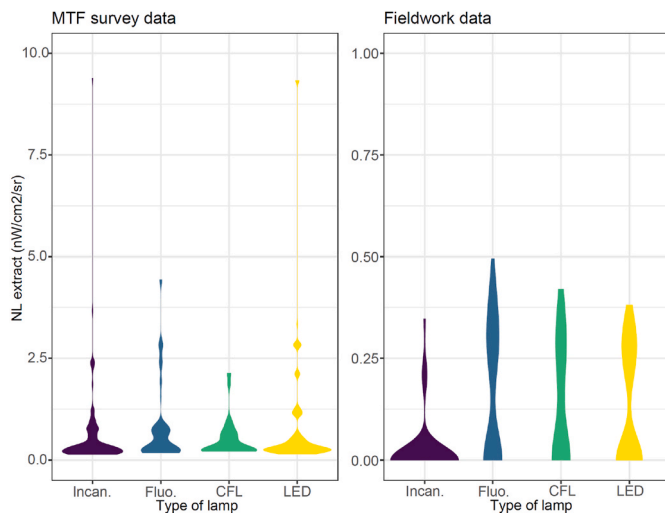 MTF survey data
NL extract (nW/cm2/sr)
10.0
7.5
5.0
2.5
0.0
Incan. Fluo. CFL LED
Type of lamp
Fieldwork data
1.00
0.75
0.50
0.25
0.00
Incan. Fluo. CFL LED
Type of lamp